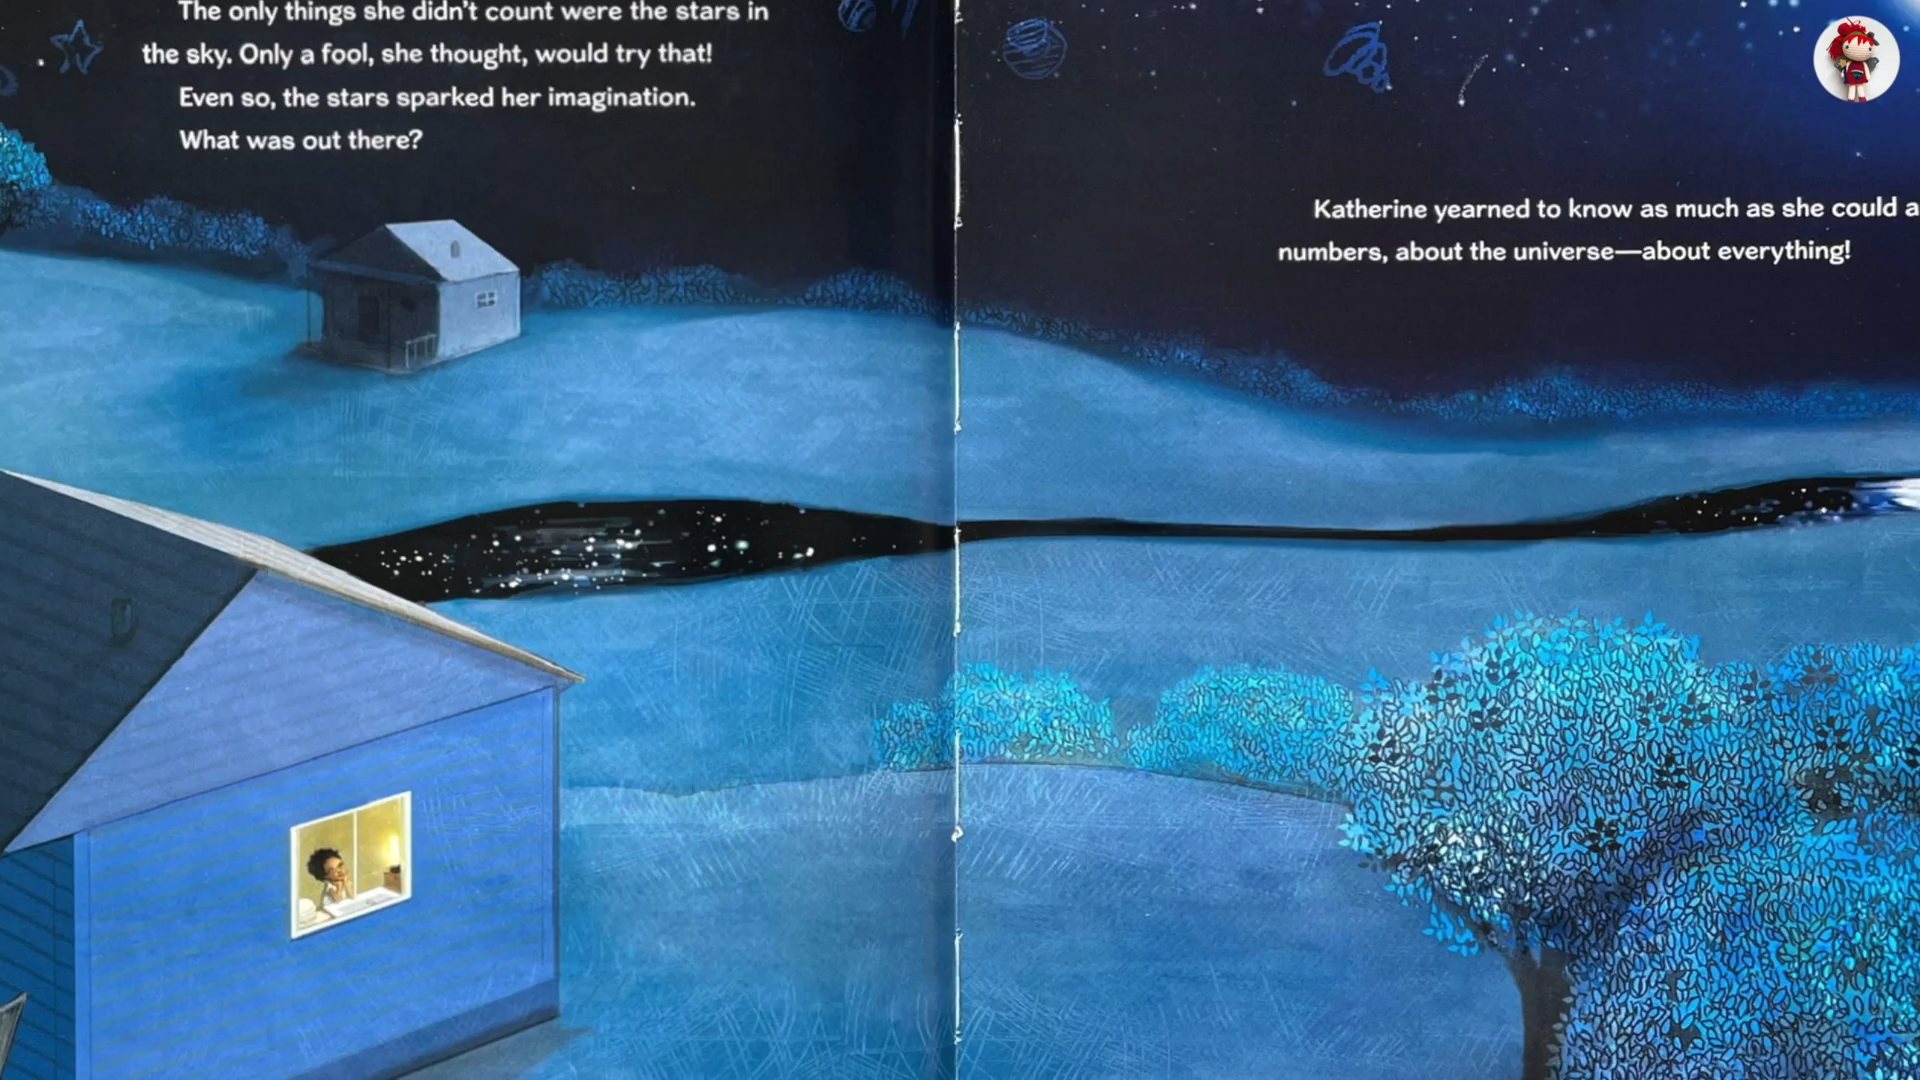 The only things she didn't count were the stars in
the sky. Only a fool, she thought, would try that!
Even so, the stars sparked her imagination.
What was out there?
Katherine yearned to know as much as she could
numbers, about the universe—about everything!